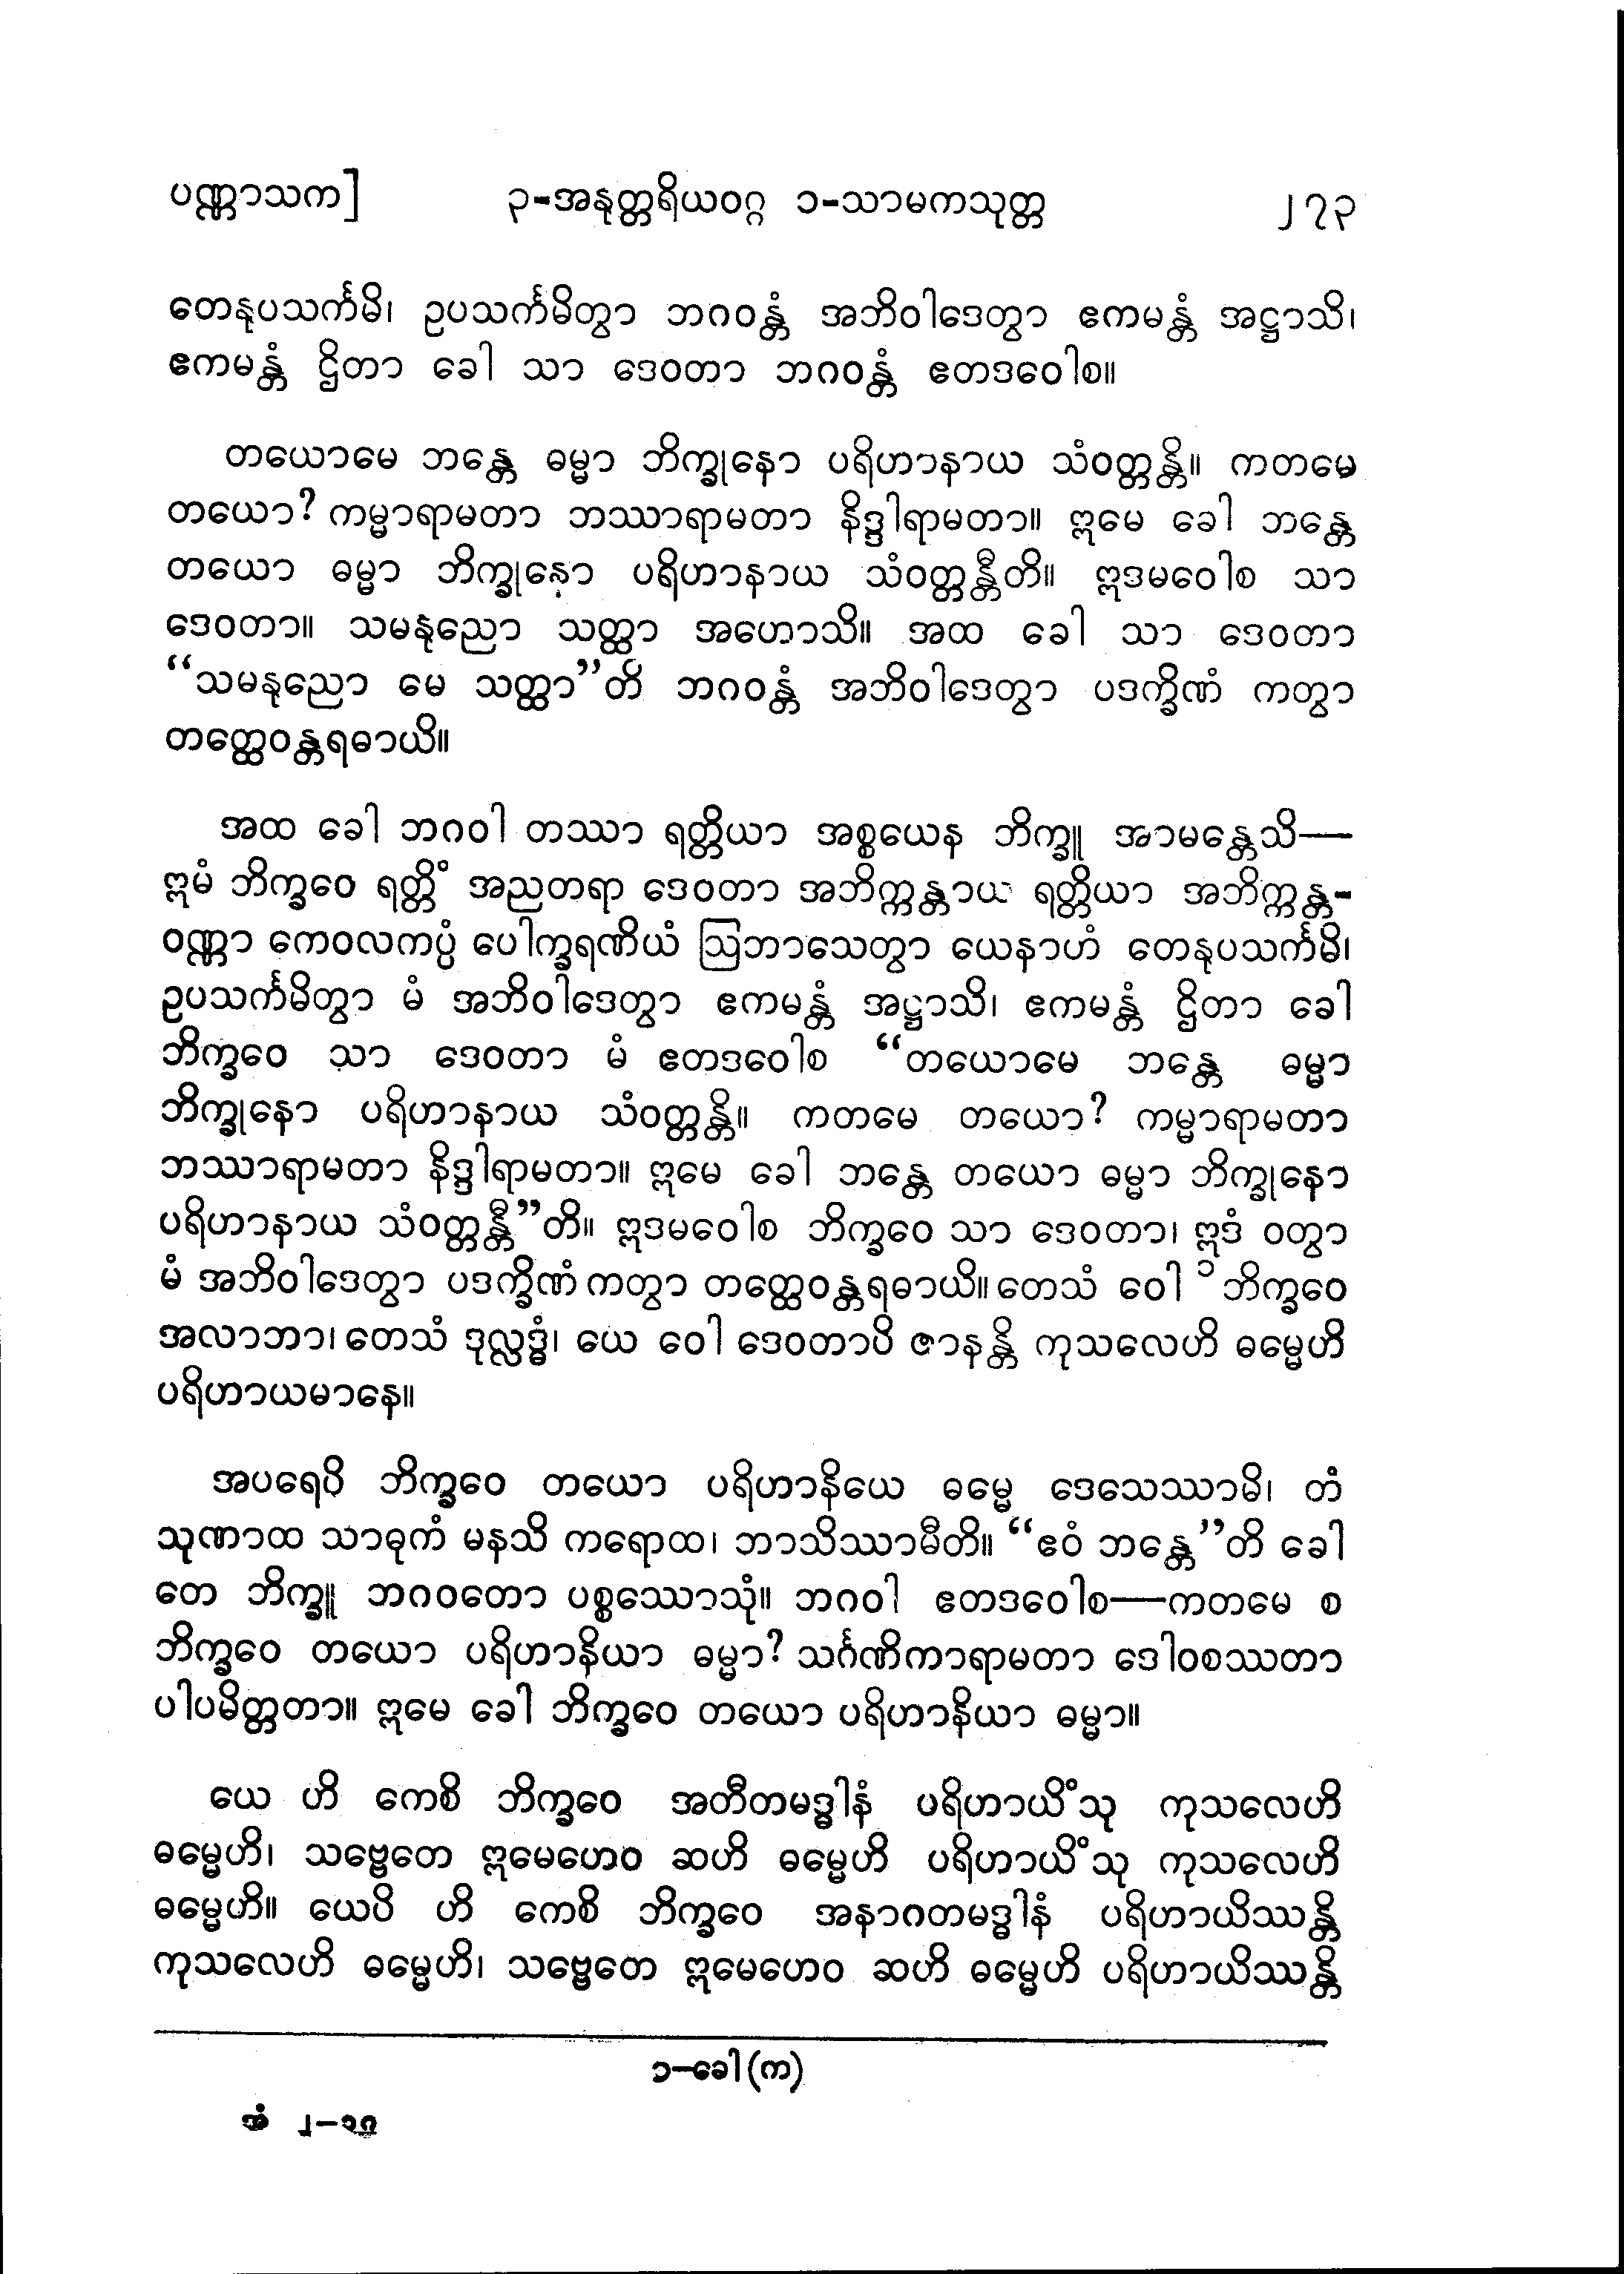 ပဏ္ဏာသက] ၃-အနုတ္တရိယဝဂ္ဂ ၁-သာမကသုတ္တ ၂၇၃
တေနုပသင်္ကမိ၊ ဥပသင်္ကမိတွာ ဘဂဝန္တံ အဘိဝါဒေတွာ ဧကမန္တံ အဋ္ဌာသိ၊
ဧကမန္တံ ဌိတာ ခေါ သာ ဒေဝတာ ဘဂဝန္တံ ဧတဒဝေါစ။
တယောမေ ဘန္တေ ဓမ္မာ ဘိက္ခုနော ပရိဟာနာယ သံဝတ္တန္တိ။ ကတမေ
တယော? ကမ္မာရာမတာ ဘဿာရာမတာ နိဒ္ဒါရာမတာ။ ဣမေ ခေါ ဘန္တေ
တယော ဓမ္မာ ဘိက္ခုနော ပရိဟာနာယ သံဝတ္တန္တီတိ။ ဣဒမဝေါစ သာ
ဒေဝတာ။ သမနုညော သတ္ထာ အဟောသိ။ အထ ခေါ သာ ဒေဝတာ
“သမနုညော မေ သတ္ထာ”တိ ဘဂဝန္တံ အဘိဝါဒေတွာ ပဒက္ခိဏံ ကတွာ
တတ္ထေဝန္တရဓာယိ။
အထ ခေါ ဘဂဝါ တဿာ ရတ္တိယာ အစ္စယေန ဘိက္ခူ အာမန္တေသိ—
ဣမံ ဘိက္ခဝေ ရတ္တိံ အညတရာ ဒေဝတာ အဘိက္ကန္တာယ ရတ္တိယာ အဘိက္ကန္တ-
ဝဏ္ဏာ ကေဝလကပ္ပံ ပေါက္ခရဏိယံ ဩဘာသေတွာ ယေနာဟံ တေနုပသင်္ကမိ၊
ဥပသင်္ကမိတွာ မံ အဘိဝါဒေတွာ ဧကမန္တံ အဋ္ဌာသိ၊ ဧကမန္တံ ဌိတာ ခေါ
ဘိက္ခဝေ သာ ဒေဝတာ မံ ဧတဒဝေါစ “တယောမေ ဘန္တေ ဓမ္မာ
ဘိက္ခုနော ပရိဟာနာယ သံဝတ္တန္တိ။ ကတမေ တယော? ကမ္မာရာမတာ
ဘဿာရာမတာ နိဒ္ဒါရာမတာ။ ဣမေ ခေါ ဘန္တေ တယော ဓမ္မာ ဘိက္ခုနော
ပရိဟာနာယ သံဝတ္တန္တီ”တိ။ ဣဒမဝေါစ ဘိက္ခဝေ သာ ဒေဝတာ၊ ဣဒံ ဝတွာ
မံ အဘိဝါဒေတွာ ပဒက္ခိဏံ ကတွာ တတ္ထေဝန္တရဓာယိ။ တေသံ ဝေါ ၁ ဘိက္ခဝေ
အလာဘာ၊ တေသံ ဒုလ္လဒ္ဓံ၊ ယေ ဝေါ ဒေဝတာပိ ဇာနန္တိ ကုသလေဟိ ဓမ္မေဟိ
ပရိဟာယမာနေ။
အပရေပိ ဘိက္ခဝေ တယော ပရိဟာနိယေ ဓမ္မေ ဒေသေဿာမိ၊ တံ
သုဏာထ သာဓုကံ မနသိ ကရောထ၊ ဘာသိဿာမီတိ။ “ဧဝံ ဘန္တေ”တိ ခေါ
တေ ဘိက္ခူ ဘဂဝတော ပစ္စဿောသုံ။ ဘဂဝါ ဧတဒဝေါစ—ကတမေ စ
ဘိက္ခဝေ တယော ပရိဟာနိယာ ဓမ္မာ? သင်္ဂဏိကာရာမတာ ဒေါဝစဿတာ
ပါပမိတ္တတာ။ ဣမေ ခေါ ဘိက္ခဝေ တယော ပရိဟာနိယာ ဓမ္မာ။
ယေ ဟိ ကေစိ ဘိက္ခဝေ အတီတမဒ္ဓါနံ ပရိဟာယိံသု ကုသလေဟိ
ဓမ္မေဟိ၊ သဗ္ဗေတေ ဣမေဟေဝ ဆဟိ ဓမ္မေဟိ ပရိဟာယိံသု ကုသလေဟိ
ဓမ္မေဟိ။ ယေပိ ဟိ ကေစိ ဘိက္ခဝေ အနာဂတမဒ္ဓါနံ ပရိဟာယိဿန္တိ
ကုသလေဟိ ဓမ္မေဟိ၊ သဗ္ဗေတေ ဣမေဟေဝ ဆဟိ ဓမ္မေဟိ ပရိဟာယိဿန္တိ
၁—ခေါ (က)
အံ ၂—၁၈